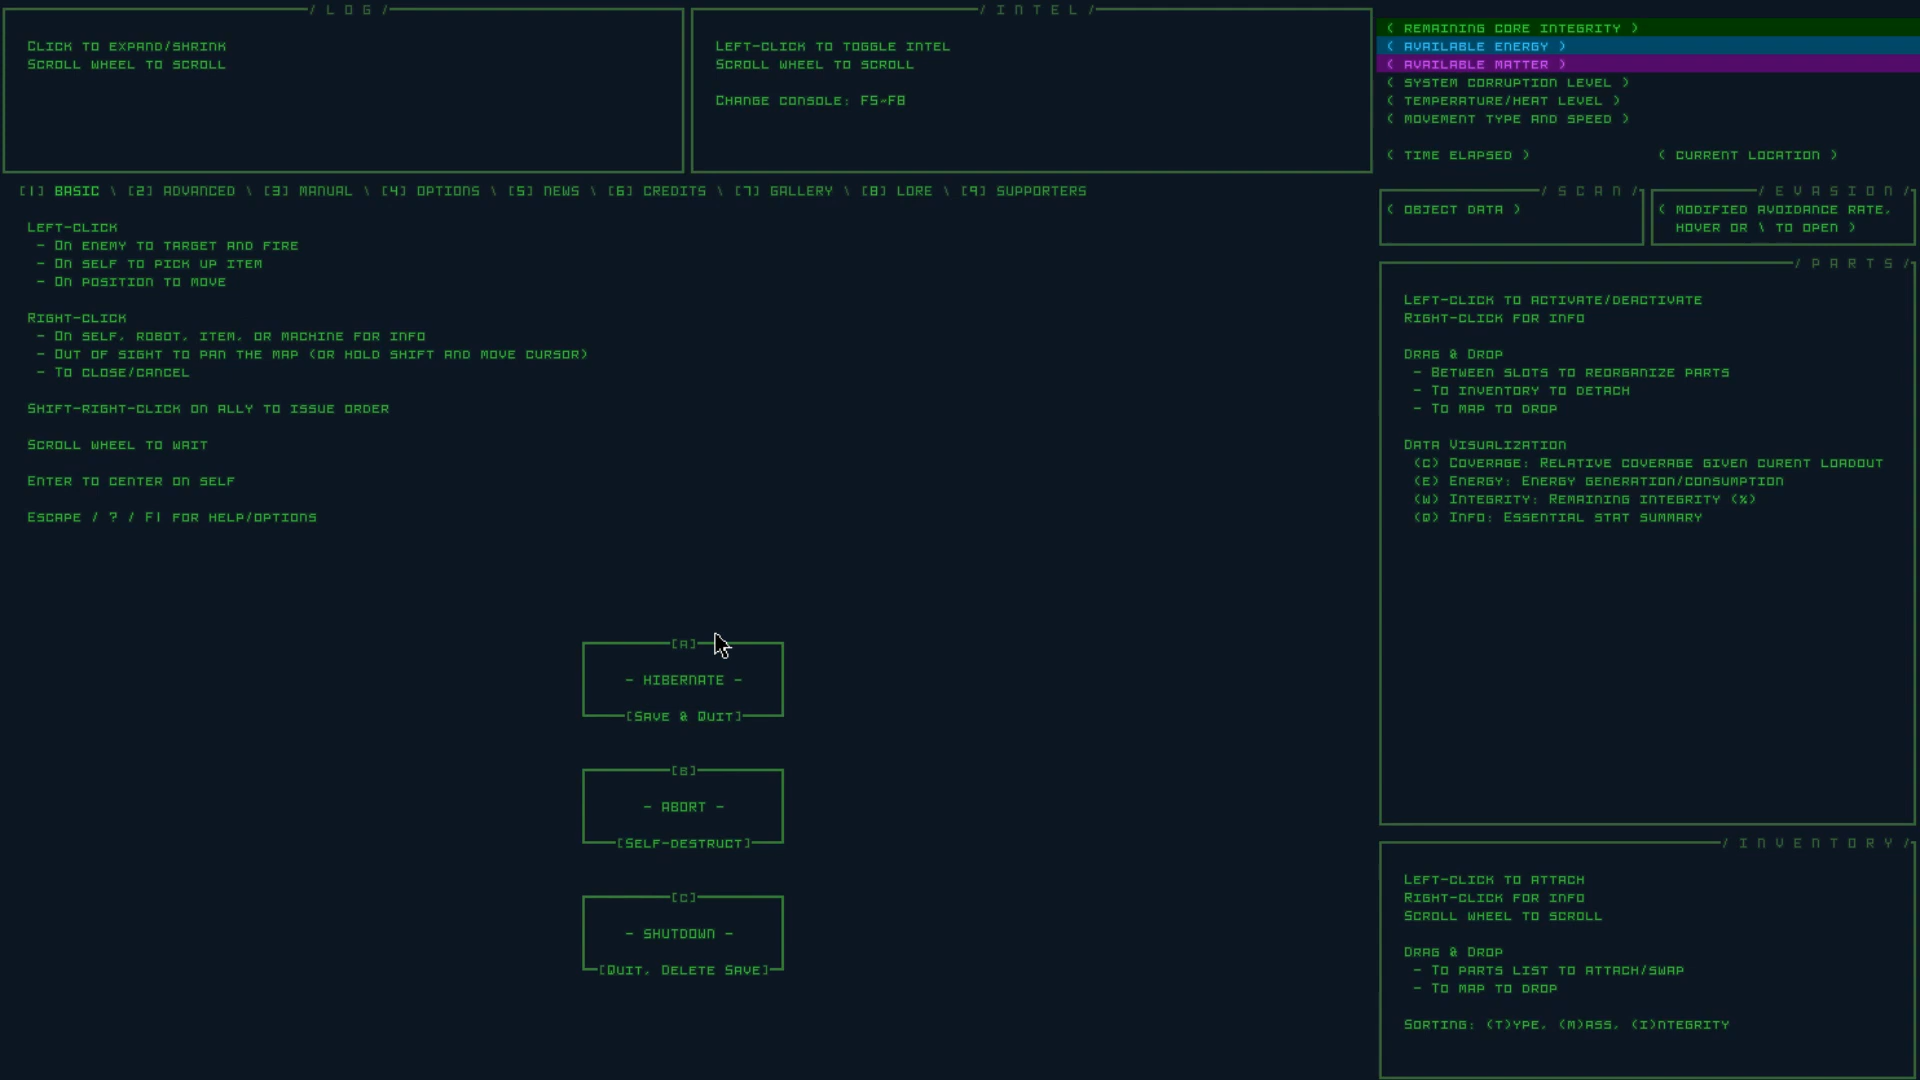 / L O G /
CLICK TO EXPAND/SHRINK
SCROLL WHEEL TO SCROLL
/ I N T E L /
LEFT-CLICK TO TOGGLE INTEL
SCROLL WHEEL TO SCROLL
CHANGE CONSOLE: F5~F8
( REMAINING CORE INTEGRITY )
( AVAILABLE ENERGY )
( AVAILABLE MATTER )
( SYSTEM CORRUPTION LEVEL )
( TEMPERATURE/HEAT LEVEL )
( MOVEMENT TYPE AND SPEED )
( TIME ELAPSED )
( CURRENT LOCATION )
[1] BASIC \ [2] ADVANCED \ [3] MANUAL \ [4] OPTIONS \ [5] NEWS \ [6] CREDITS \ [7] GALLERY \ [8] LORE \ [9] SUPPORTERS
LEFT-CLICK
- ON ENEMY TO TARGET AND FIRE
- ON SELF TO PICK UP ITEM
- ON POSITION TO MOVE
RIGHT-CLICK
- ON SELF, ROBOT, ITEM, OR MACHINE FOR INFO
- OUT OF SIGHT TO PAN THE MAP (OR HOLD SHIFT AND MOVE CURSOR)
- TO CLOSE/CANCEL
SHIFT-RIGHT-CLICK ON ALLY TO ISSUE ORDER
SCROLL WHEEL TO WAIT
ENTER TO CENTER ON SELF
ESCAPE / ? / F1 FOR HELP/OPTIONS
[A]
- HIBERNATE -
[SAVE & QUIT]
[B]
- ABORT -
[SELF-DESTRUCT]
[C]
- SHUTDOWN -
[QUIT, DELETE SAVE]
/ S C A N /
( OBJECT DATA )
/ E V A S I O N /
( MODIFIED AVOIDANCE RATE,
HOVER OR \ TO OPEN )
/ P A R T S /
LEFT-CLICK TO ACTIVATE/DEACTIVATE
RIGHT-CLICK FOR INFO
DRAG & DROP
- BETWEEN SLOTS TO REORGANIZE PARTS
- TO INVENTORY TO DETACH
- TO MAP TO DROP
DATA VISUALIZATION
(C) COVERAGE: RELATIVE COVERAGE GIVEN CURENT LOADOUT
(E) ENERGY: ENERGY GENERATION/CONSUMPTION
(W) INTEGRITY: REMAINING INTEGRITY (%)
(Q) INFO: ESSENTIAL STAT SUMMARY
/ I N V E N T O R Y /
LEFT-CLICK TO ATTACH
RIGHT-CLICK FOR INFO
SCROLL WHEEL TO SCROLL
DRAG & DROP
- TO PARTS LIST TO ATTACH/SWAP
- TO MAP TO DROP
SORTING: (T)YPE, (M)ASS, (I)NTEGRITY